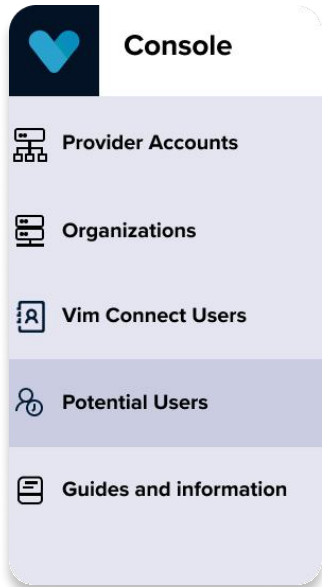 Console
Provider Accounts
Organizations
Vim Connect Users
Potential Users
Guides and information